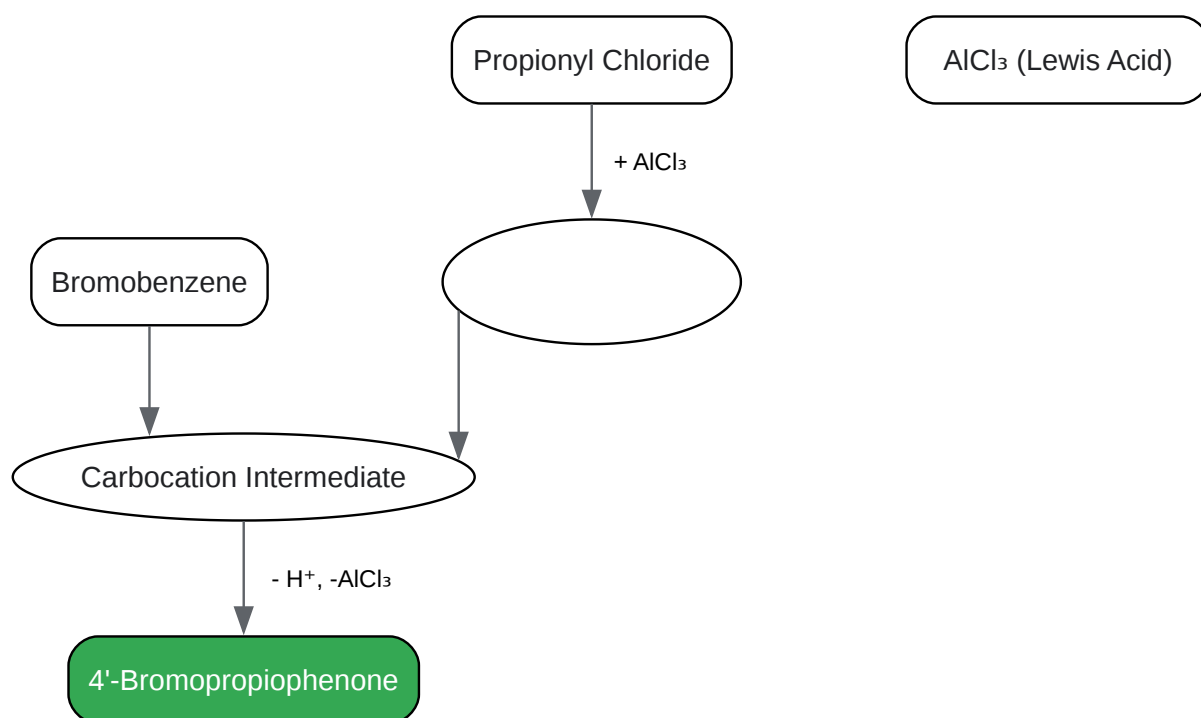 Propionyl Chloride
AlCl₃ (Lewis Acid)
+ AlCl₃
Bromobenzene
Carbocation Intermediate
- H⁺, -AlCl₃
4'-Bromopropiophenone